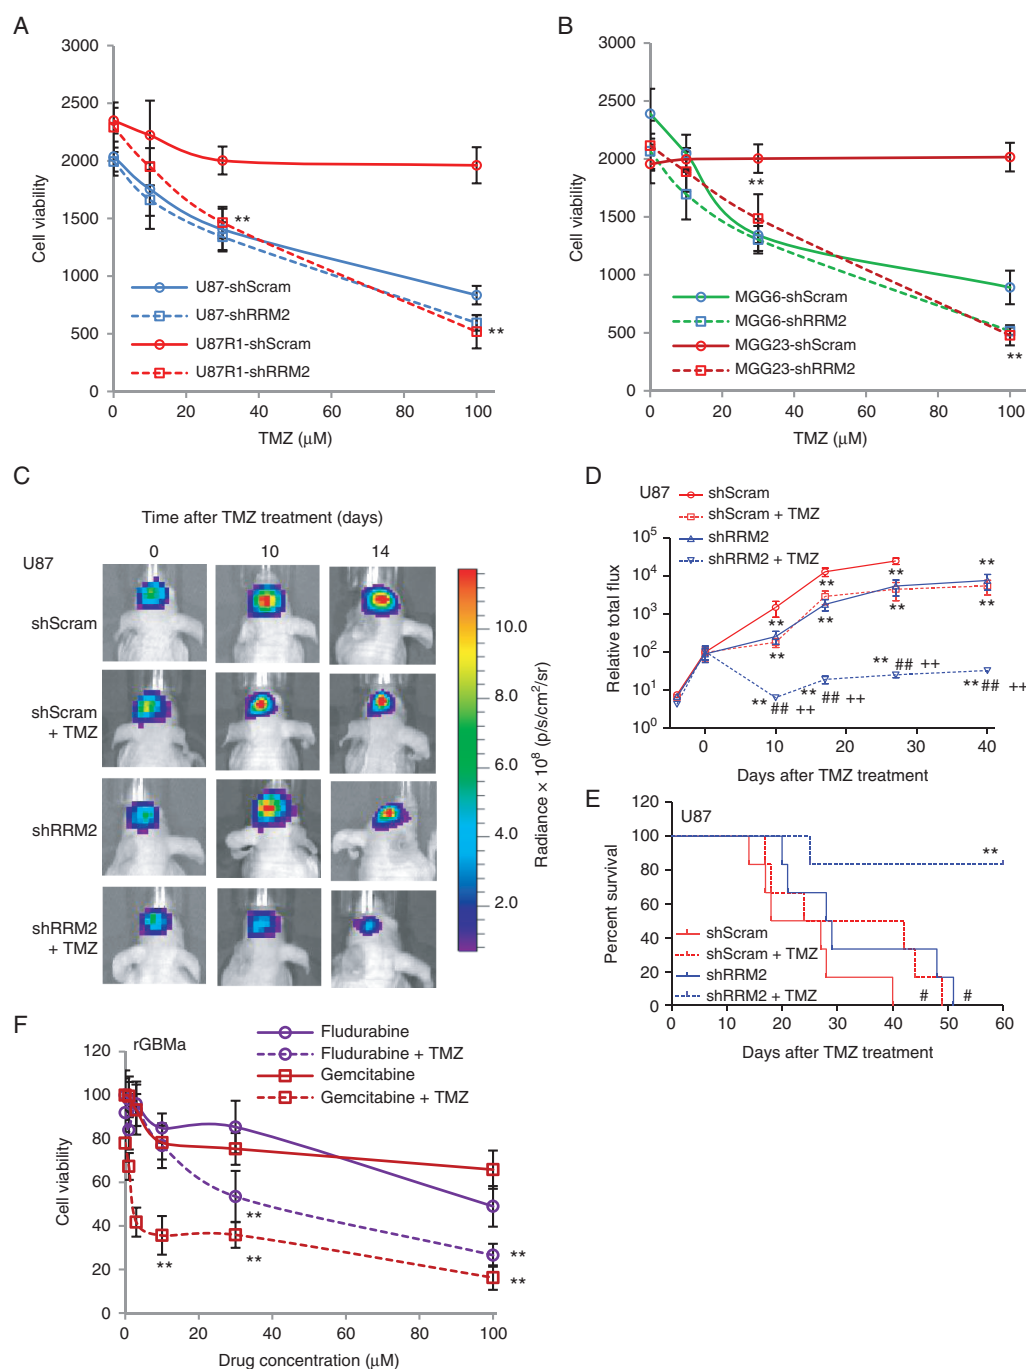 A
3000
2500
2000
1500
1000
500
0
Cell viability
U87-shScram
U87-shRRM2
U87R1-shScram
U87R1-shRRM2
**
**
0 20 40 60 80 100
TMZ (μM)
B
3000
2500
2000
1500
1000
500
0
Cell viability
**
MGG6-shScram
MGG6-shRRM2
MGG23-shScram
MGG23-shRRM2
**
0 20 40 60 80 100
TMZ (μM)
C
Time after TMZ treatment (days)
U87
0 10 14
shScram
shScram
+ TMZ
shRRM2
shRRM2
+ TMZ
10.0
8.0
6.0
4.0
2.0
Radiance × 10⁸ (p/s/cm²/sr)
D
U87
shScram
shScram + TMZ
shRRM2
shRRM2 + TMZ
10⁵
10⁴
10³
10²
10¹
10⁰
Relative total flux
** ** **
** ** ** **
** **
** ## ++
** ## ++
** ## ++
** ## ++
0 10 20 30 40
Days after TMZ treatment
E
U87
120
100
80
60
40
20
0
Percent survival
**
shScram
shScram + TMZ
shRRM2
shRRM2 + TMZ
# #
0 10 20 30 40 50 60
Days after TMZ treatment
F
rGBMa
Fludurabine
Fludurabine + TMZ
Gemcitabine
Gemcitabine + TMZ
120
100
80
60
40
20
0
Cell viability
**
**
**
**
**
0 20 40 60 80 100
Drug concentration (μM)